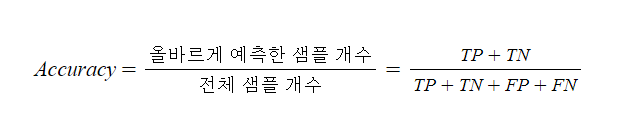 Accuracy = 올바르게 예측한 샘플 개수 / 전체 샘플 개수 = TP + TN / TP + TN + FP + FN